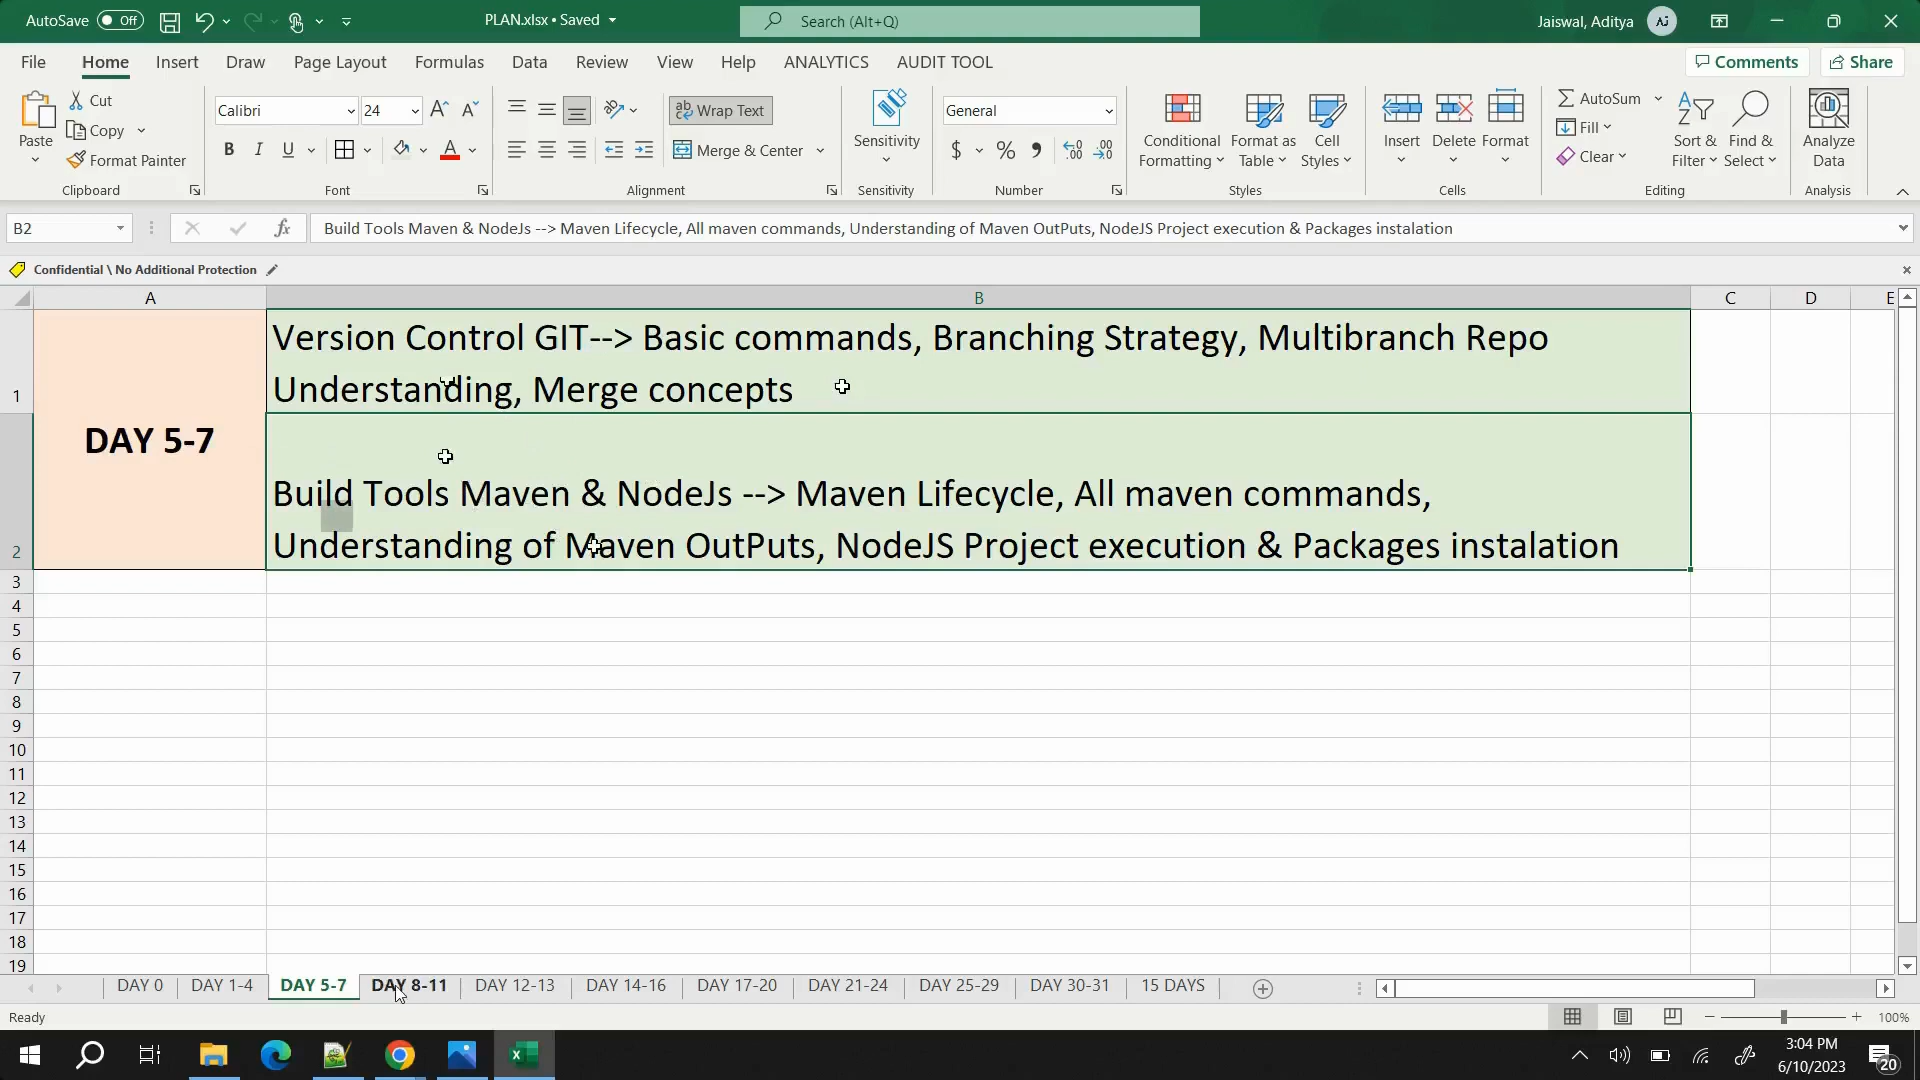 AutoSave Off PLAN.xlsx • Saved Search (Alt+Q) Jaiswal, Aditya AJ
File Home Insert Draw Page Layout Formulas Data Review View Help ANALYTICS AUDIT TOOL Comments Share
Paste Cut Copy Format Painter Clipboard
Calibri 24 B I U A Font
ab Wrap Text Merge & Center Alignment
Sensitivity Sensitivity
General $ % Number
Conditional Formatting Format as Table Cell Styles Styles
Insert Delete Format Cells
AutoSum Fill Clear Sort & Filter Find & Select Editing
Analyze Data Analysis
B2 fx Build Tools Maven & NodeJs --> Maven Lifecycle, All maven commands, Understanding of Maven OutPuts, NodeJS Project execution & Packages instalation
Confidential \ No Additional Protection
A B C D E
1
DAY 5-7
Version Control GIT--> Basic commands, Branching Strategy, Multibranch Repo
Understanding, Merge concepts
2
Build Tools Maven & NodeJs --> Maven Lifecycle, All maven commands,
Understanding of Maven OutPuts, NodeJS Project execution & Packages instalation
3
4
5
6
7
8
9
10
11
12
13
14
15
16
17
18
19
DAY 0 DAY 1-4 DAY 5-7 DAY 8-11 DAY 12-13 DAY 14-16 DAY 17-20 DAY 21-24 DAY 25-29 DAY 30-31 15 DAYS
Ready 100%
3:04 PM
6/10/2023
20